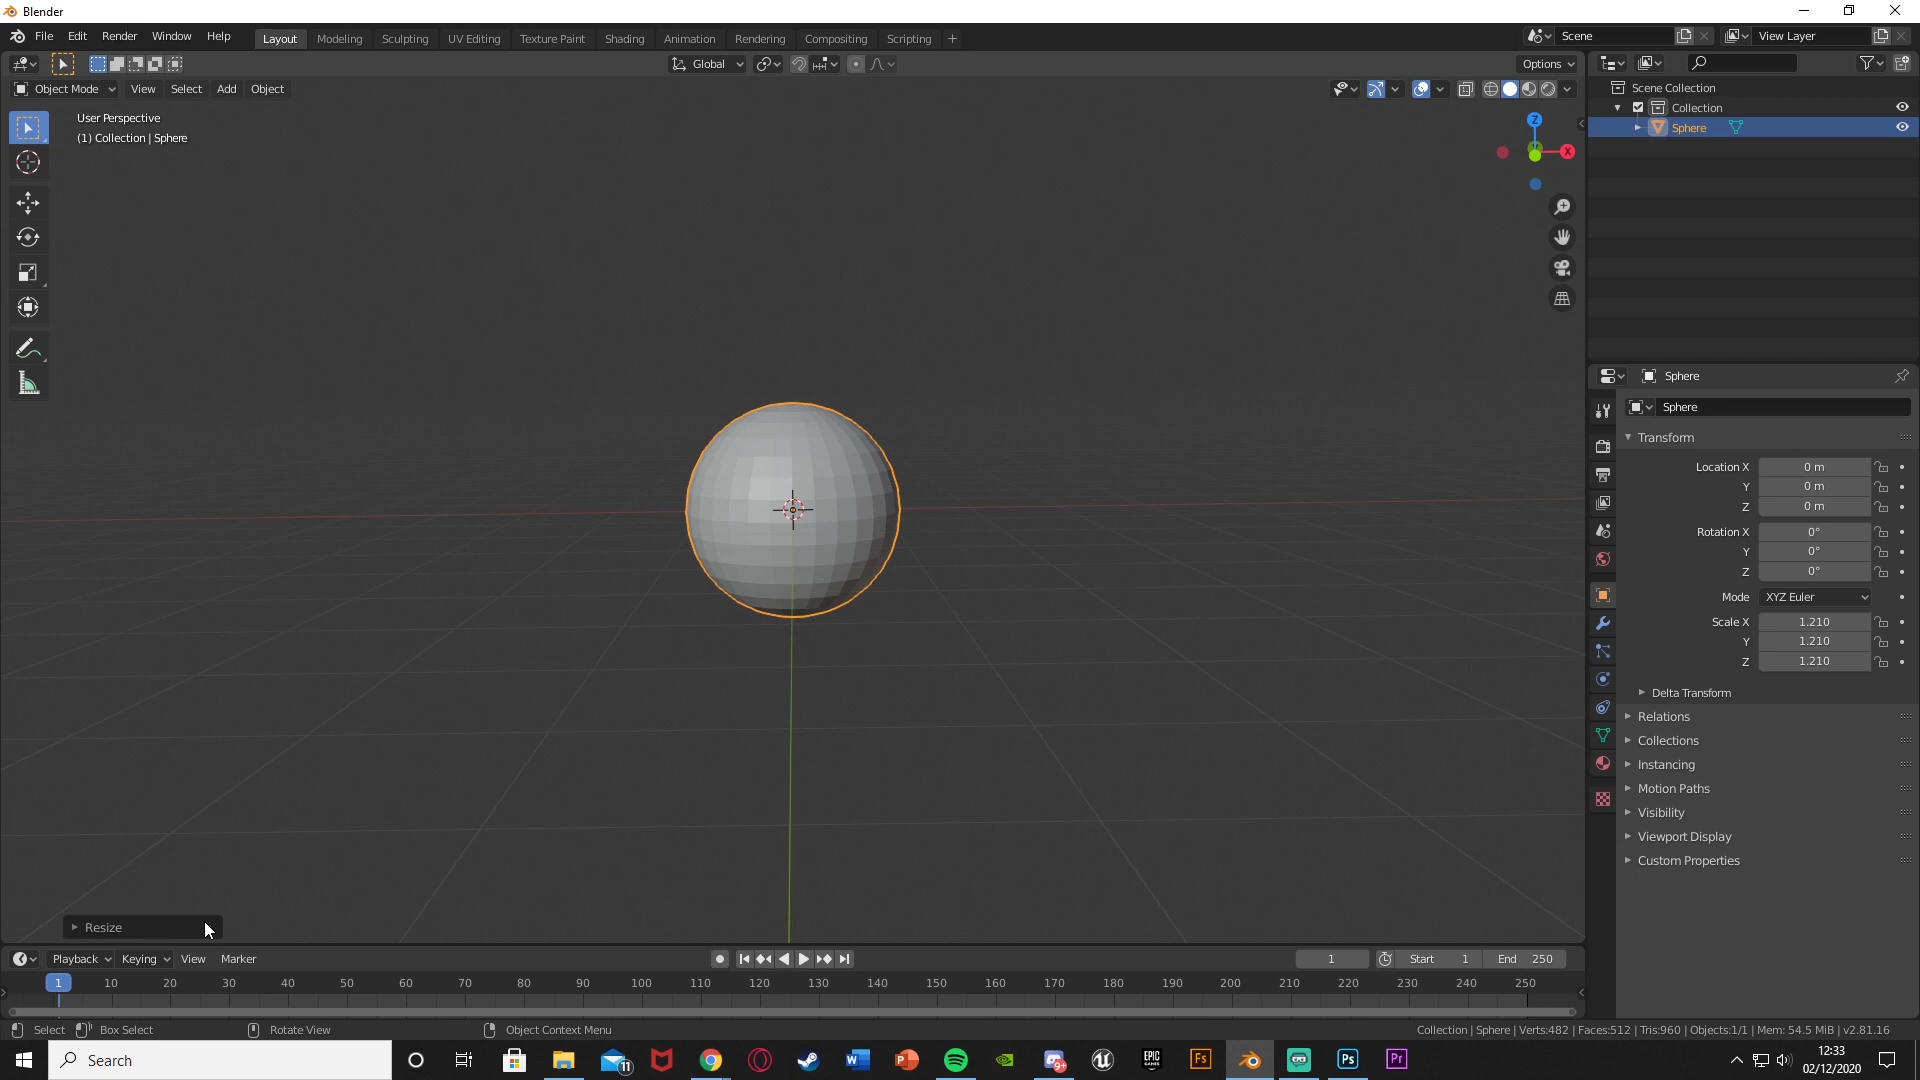 Blender
File Edit Render Window Help
Layout Modeling Sculpting UV Editing Texture Paint Shading Animation Rendering Compositing Scripting +
Scene
View Layer
Global
Options
Object Mode View Select Add Object
User Perspective
(1) Collection | Sphere
Z
X
Scene Collection
Collection
Sphere
Sphere
Sphere
Transform
Location X 0 m
Y 0 m
Z 0 m
Rotation X 0°
Y 0°
Z 0°
Mode XYZ Euler
Scale X 1.210
Y 1.210
Z 1.210
Delta Transform
Relations
Collections
Instancing
Motion Paths
Visibility
Viewport Display
Custom Properties
Resize
Playback Keying View Marker
1 Start 1 End 250
1 10 20 30 40 50 60 70 80 90 100 110 120 130 140 150 160 170 180 190 200 210 220 230 240 250
Select Box Select Rotate View Object Context Menu
Collection | Sphere | Verts:482 | Faces:512 | Tris:960 | Objects:1/1 | Mem: 54.5 MiB | v2.81.16
Search
11
W
P
9+
EPIC GAMES
Fs
Ps
Pr
12:33
02/12/2020